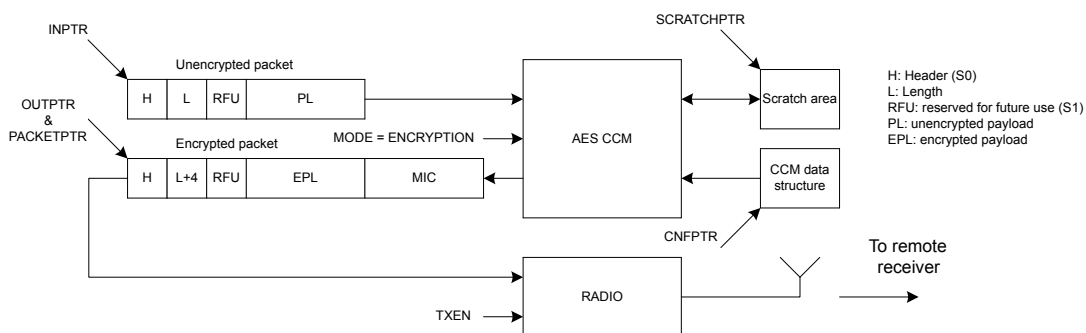 SCRATCHPTR
INPTR
Unencrypted packet
H L RFU PL
OUTPTR
&
PACKETPTR
MODE = ENCRYPTION
Encrypted packet
H L+4 RFU EPL MIC
AES CCM
Scratch area
CCM data
structure
CNFPTR
H: Header (S0)
L: Length
RFU: reserved for future use (S1)
PL: unencrypted payload
EPL: encrypted payload
To remote
receiver
RADIO
TXEN